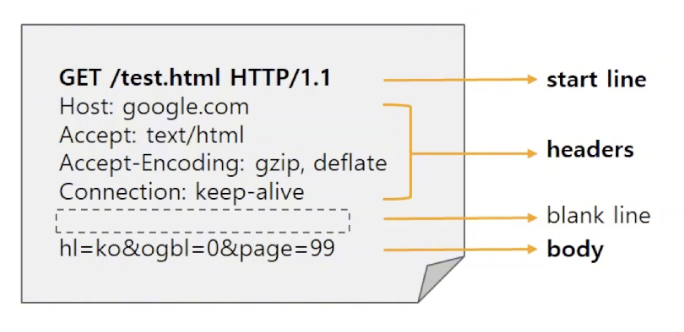 GET /test.html HTTP/1.1
start line
Host: google.com
Accept: text/html
Accept-Encoding: gzip, deflate
headers
Connection: keep-alive
blank line
hl=ko&ogbl=0&page=99
body